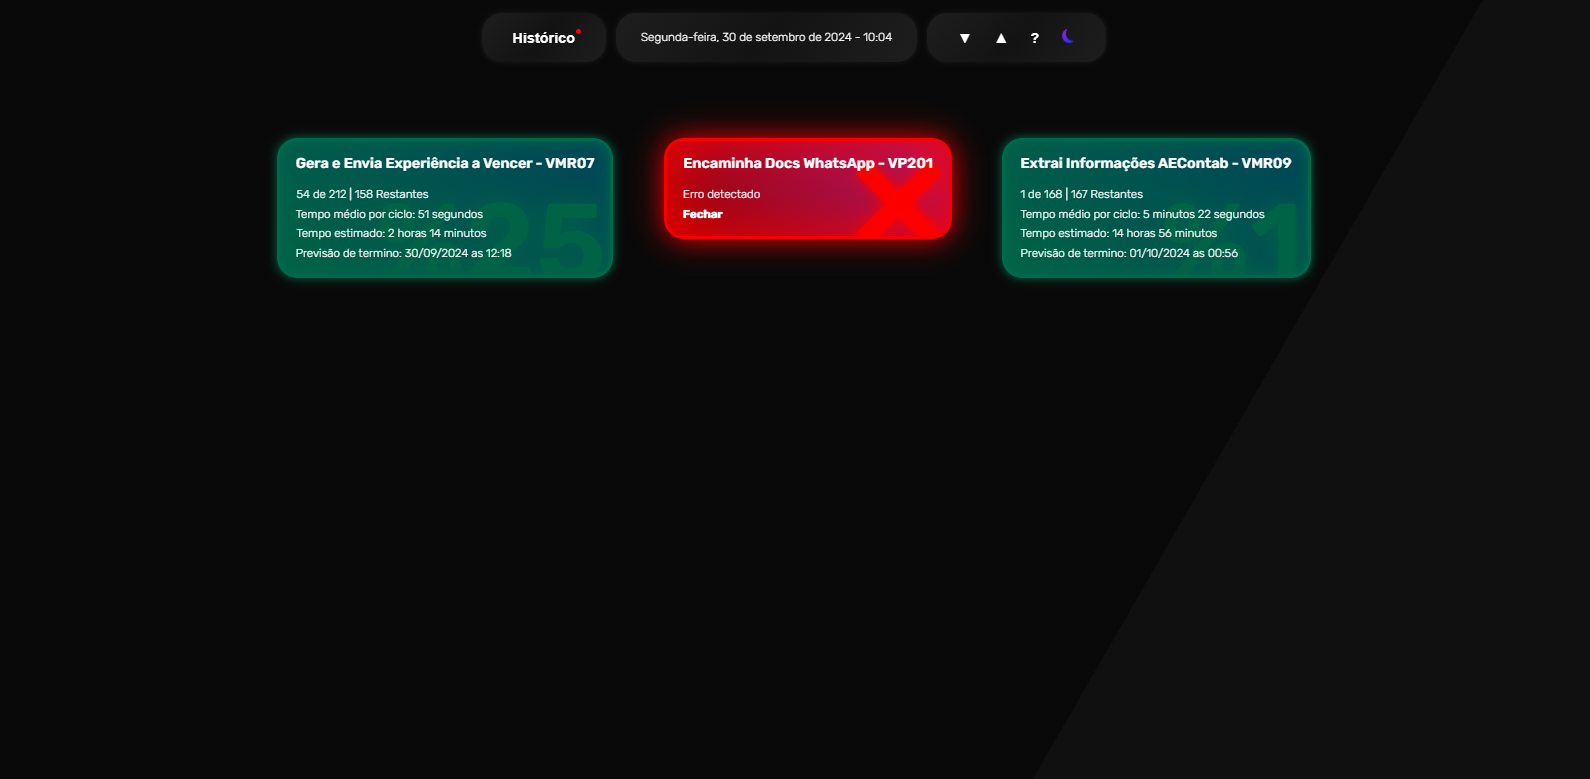 Histórico
Segunda-feira, 30 de setembro de 2024 - 10:04
▼ ▲ ?
Gera e Envia Experiência a Vencer - VMR07
54 de 212 | 158 Restantes
Tempo médio por ciclo: 51 segundos
Tempo estimado: 2 horas 14 minutos
Previsão de termino: 30/09/2024 as 12:18
%25
Encaminha Docs WhatsApp - VP201
Erro detectado
Fechar
Extrai Informações AEContab - VMR09
1 de 168 | 167 Restantes
Tempo médio por ciclo: 5 minutos 22 segundos
Tempo estimado: 14 horas 56 minutos
Previsão de termino: 01/10/2024 as 00:56
%1